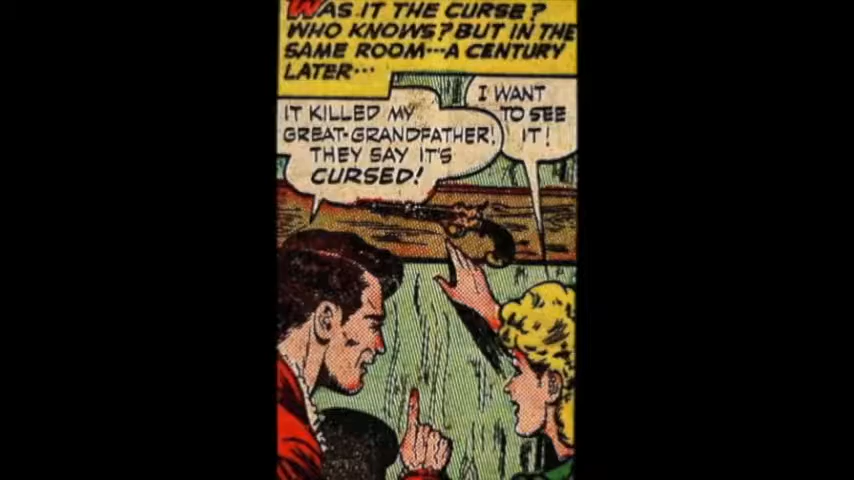 WAS IT THE CURSE?
WHO KNOWS? BUT IN THE
SAME ROOM---A CENTURY
LATER---
IT KILLED MY
GREAT-GRANDFATHER!
THEY SAY IT'S
CURSED!
I WANT
TO SEE
IT!